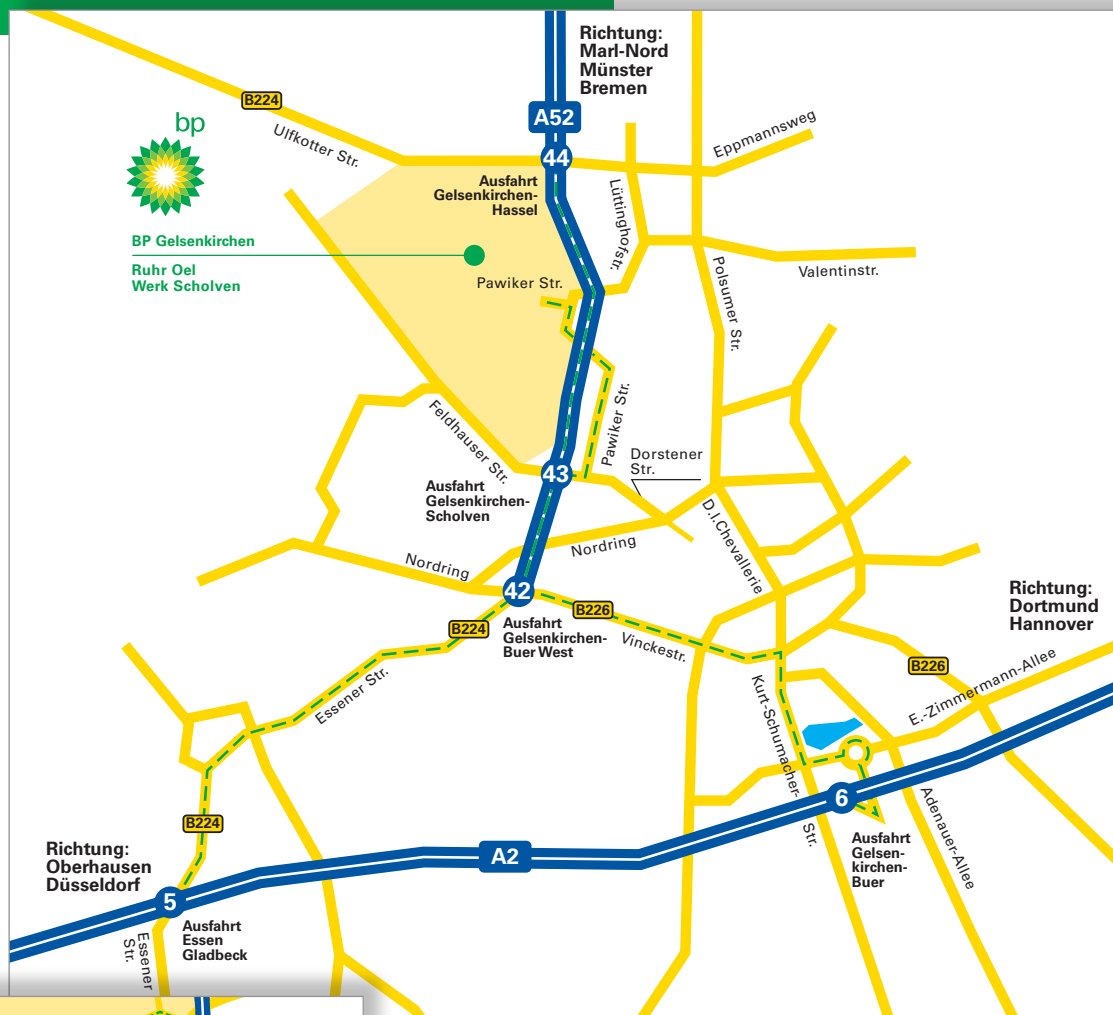 Richtung:
Marl-Nord
Münster
Bremen
B224
bp
A52
Ulfkotter Str.
Eppmannsweg
44
Ausfahrt
Gelsenkirchen-
Hassel
Lüttinghofstr.
BP Gelsenkirchen
Ruhr Oel
Werk Scholven
Pawiker Str.
Valentinstr.
Polsumer Str.
Feldhauser Str.
Pawiker Str.
Dorstener
Str.
43
Ausfahrt
Gelsenkirchen-
Scholven
D.I.Chevallerie
Nordring
Nordring
42
B226
B224
Ausfahrt
Gelsenkirchen-
Buer West
Vinckestr.
Richtung:
Dortmund
Hannover
B226
Essener Str.
E.-Zimmermann-Allee
Kurt-Schumacher-
Str.
6
B224
Adenauer-Allee
Richtung:
Oberhausen
Düsseldorf
A2
Ausfahrt
Gelsen-
kirchen-
Buer
5
Ausfahrt
Essen
Gladbeck
Essener
Str.